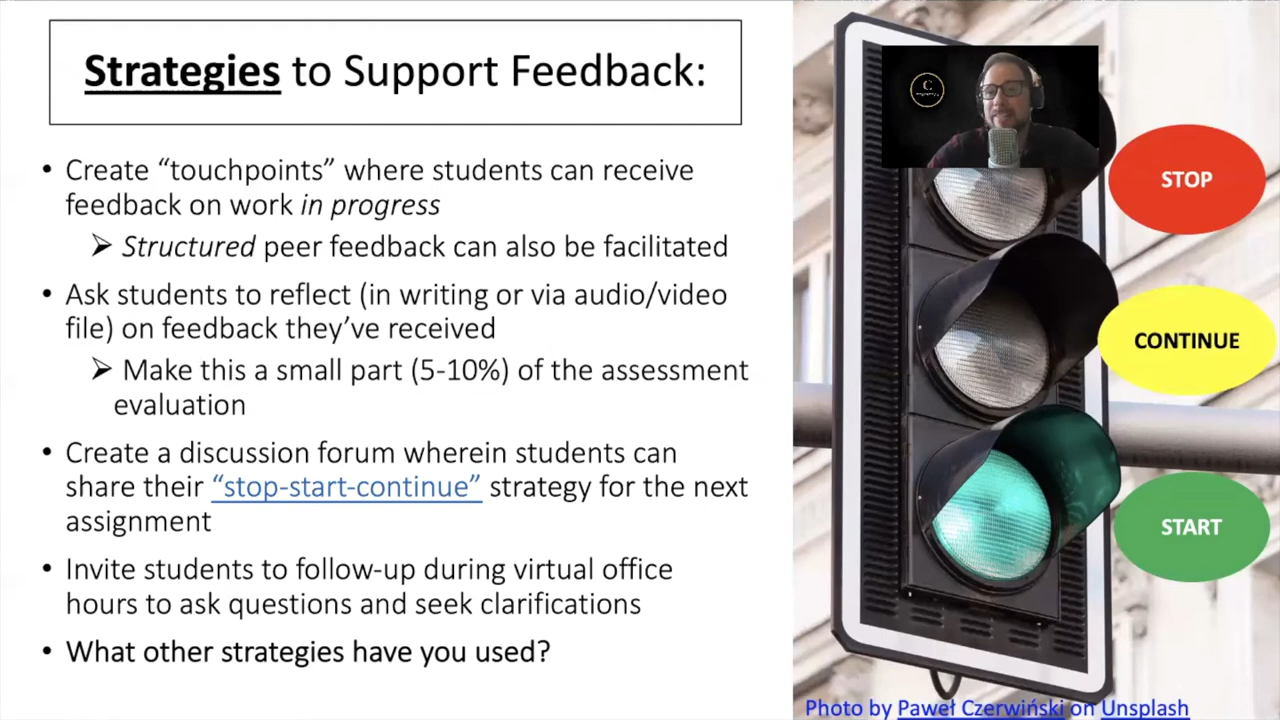 Strategies to Support Feedback:
• Create “touchpoints” where students can receive
feedback on work in progress
➢ Structured peer feedback can also be facilitated
• Ask students to reflect (in writing or via audio/video
file) on feedback they’ve received
➢ Make this a small part (5-10%) of the assessment
evaluation
• Create a discussion forum wherein students can
share their “stop-start-continue” strategy for the next
assignment
• Invite students to follow-up during virtual office
hours to ask questions and seek clarifications
• What other strategies have you used?
C
STOP
CONTINUE
START
Photo by Paweł Czerwiński on Unsplash